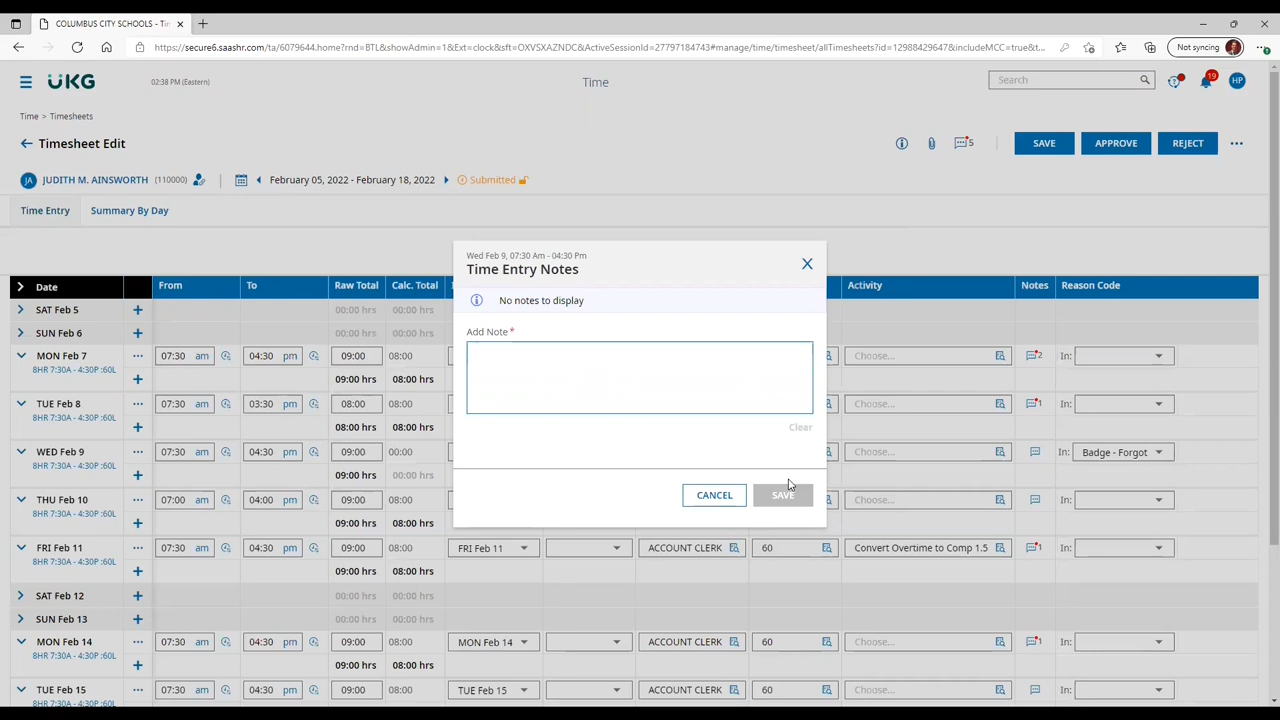 COLUMBUS CITY SCHOOLS - Tim
https://secure6.saashr.com/ta/6079644.home?rnd=BTL&showAdmin=1&Ext=clock&sft=OXVSXAZNDC&ActiveSessionId=27797184743#manage/time/timesheet/allTimesheets?id=12988429647&includeMCC=true&t...
Not syncing
UKG
02:38 PM (Eastern)
Time
Search
19
HP
Time > Timesheets
Timesheet Edit
5
SAVE
APPROVE
REJECT
JA JUDITH M. AINSWORTH (110000)
February 05, 2022 - February 18, 2022
Submitted
Time Entry Summary By Day
Wed Feb 9, 07:30 Am - 04:30 Pm
Time Entry Notes
No notes to display
Add Note *
Clear
CANCEL SAVE
Date From To Raw Total Calc. Total Activity Notes Reason Code
SAT Feb 5 00:00 hrs 00:00 hrs
SUN Feb 6 00:00 hrs 00:00 hrs
MON Feb 7 07:30 am 04:30 pm 09:00 08:00 Choose... 2 In:
8HR 7:30A - 4:30P :60L
09:00 hrs 08:00 hrs
TUE Feb 8 07:30 am 03:30 pm 08:00 08:00 Choose... 1 In:
8HR 7:30A - 4:30P :60L
08:00 hrs 08:00 hrs
WED Feb 9 07:30 am 04:30 pm 09:00 00:00 Choose... In: Badge - Forgot
8HR 7:30A - 4:30P :60L
09:00 hrs 00:00 hrs
THU Feb 10 07:00 am 04:00 pm 09:00 08:00 Choose... In:
8HR 7:30A - 4:30P :60L
09:00 hrs 08:00 hrs
FRI Feb 11 07:30 am 04:30 pm 09:00 08:00 FRI Feb 11 ACCOUNT CLERK 60 Convert Overtime to Comp 1.5 1 In:
8HR 7:30A - 4:30P :60L
09:00 hrs 08:00 hrs
SAT Feb 12 00:00 hrs 00:00 hrs
SUN Feb 13 00:00 hrs 00:00 hrs
MON Feb 14 07:30 am 04:30 pm 09:00 08:00 MON Feb 14 ACCOUNT CLERK 60 Choose... 1 In:
8HR 7:30A - 4:30P :60L
09:00 hrs 08:00 hrs
TUE Feb 15 07:30 am 04:30 pm 09:00 08:00 TUE Feb 15 ACCOUNT CLERK 60 Choose... In:
8HR 7:30A - 4:30P :60L